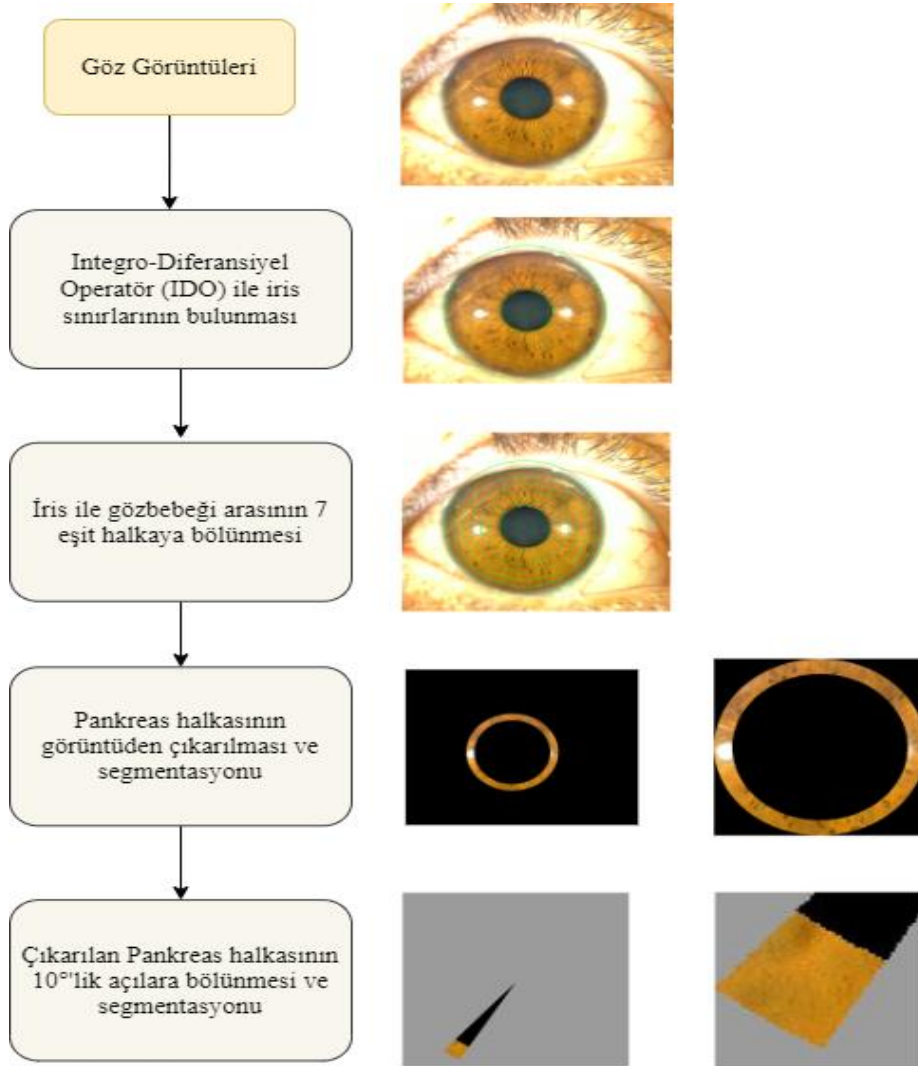 Göz Görüntüleri
Integro-Diferansiyel
Operatör (IDO) ile iris
sınırlarının bulunması
İris ile gözbebeği arasının 7
eşit halkaya bölünmesi
Pankreas halkasının
görüntüden çıkarılması ve
segmentasyonu
Çıkarılan Pankreas halkasının
10°'lik açılara bölünmesi ve
segmentasyonu